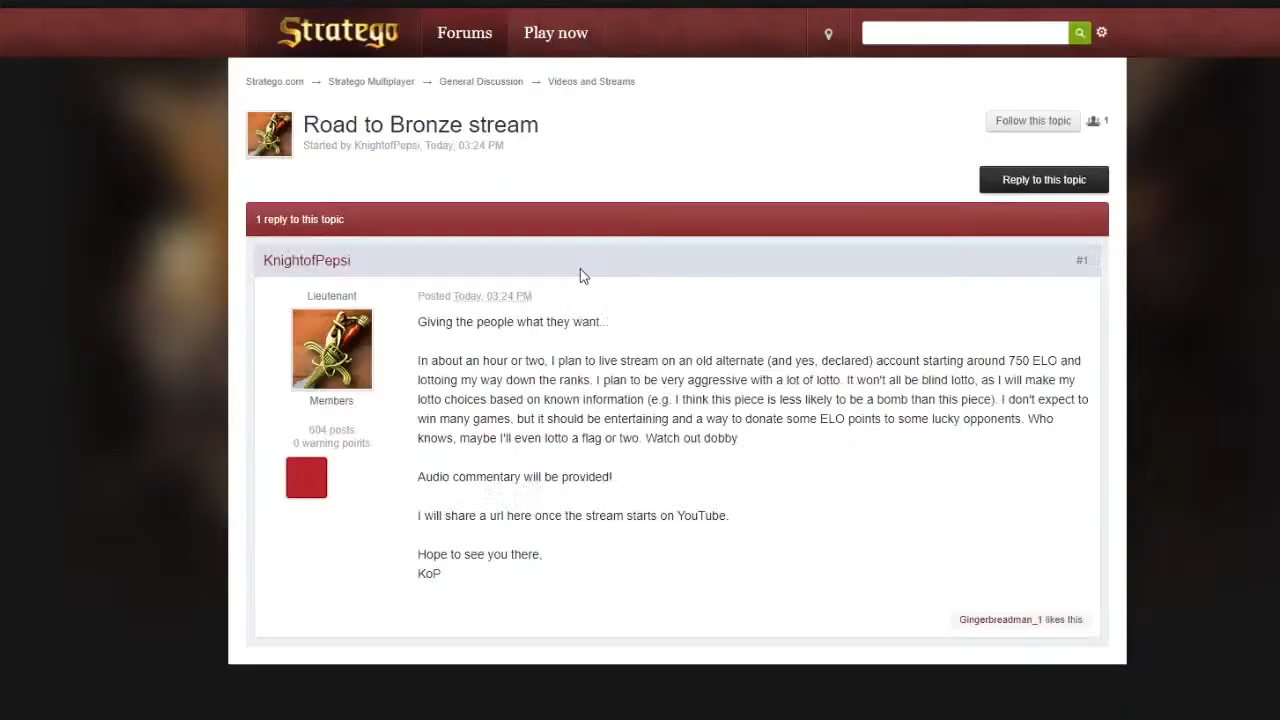 Stratego
Forums
Play now
Stratego.com → Stratego Multiplayer → General Discussion → Videos and Streams
Road to Bronze stream
Started by KnightofPepsi, Today, 03:24 PM
Follow this topic
1
Reply to this topic
1 reply to this topic
KnightofPepsi
#1
Lieutenant
Members
604 posts
0 warning points
Posted Today, 03:24 PM
Giving the people what they want...
In about an hour or two, I plan to live stream on an old alternate (and yes, declared) account starting around 750 ELO and
lottoing my way down the ranks. I plan to be very aggressive with a lot of lotto. It won't all be blind lotto, as I will make my
lotto choices based on known information (e.g. I think this piece is less likely to be a bomb than this piece). I don't expect to
win many games, but it should be entertaining and a way to donate some ELO points to some lucky opponents. Who
knows, maybe I'll even lotto a flag or two. Watch out dobby
Audio commentary will be provided!
I will share a url here once the stream starts on YouTube.
Hope to see you there,
KoP
Gingerbreadman_1 likes this